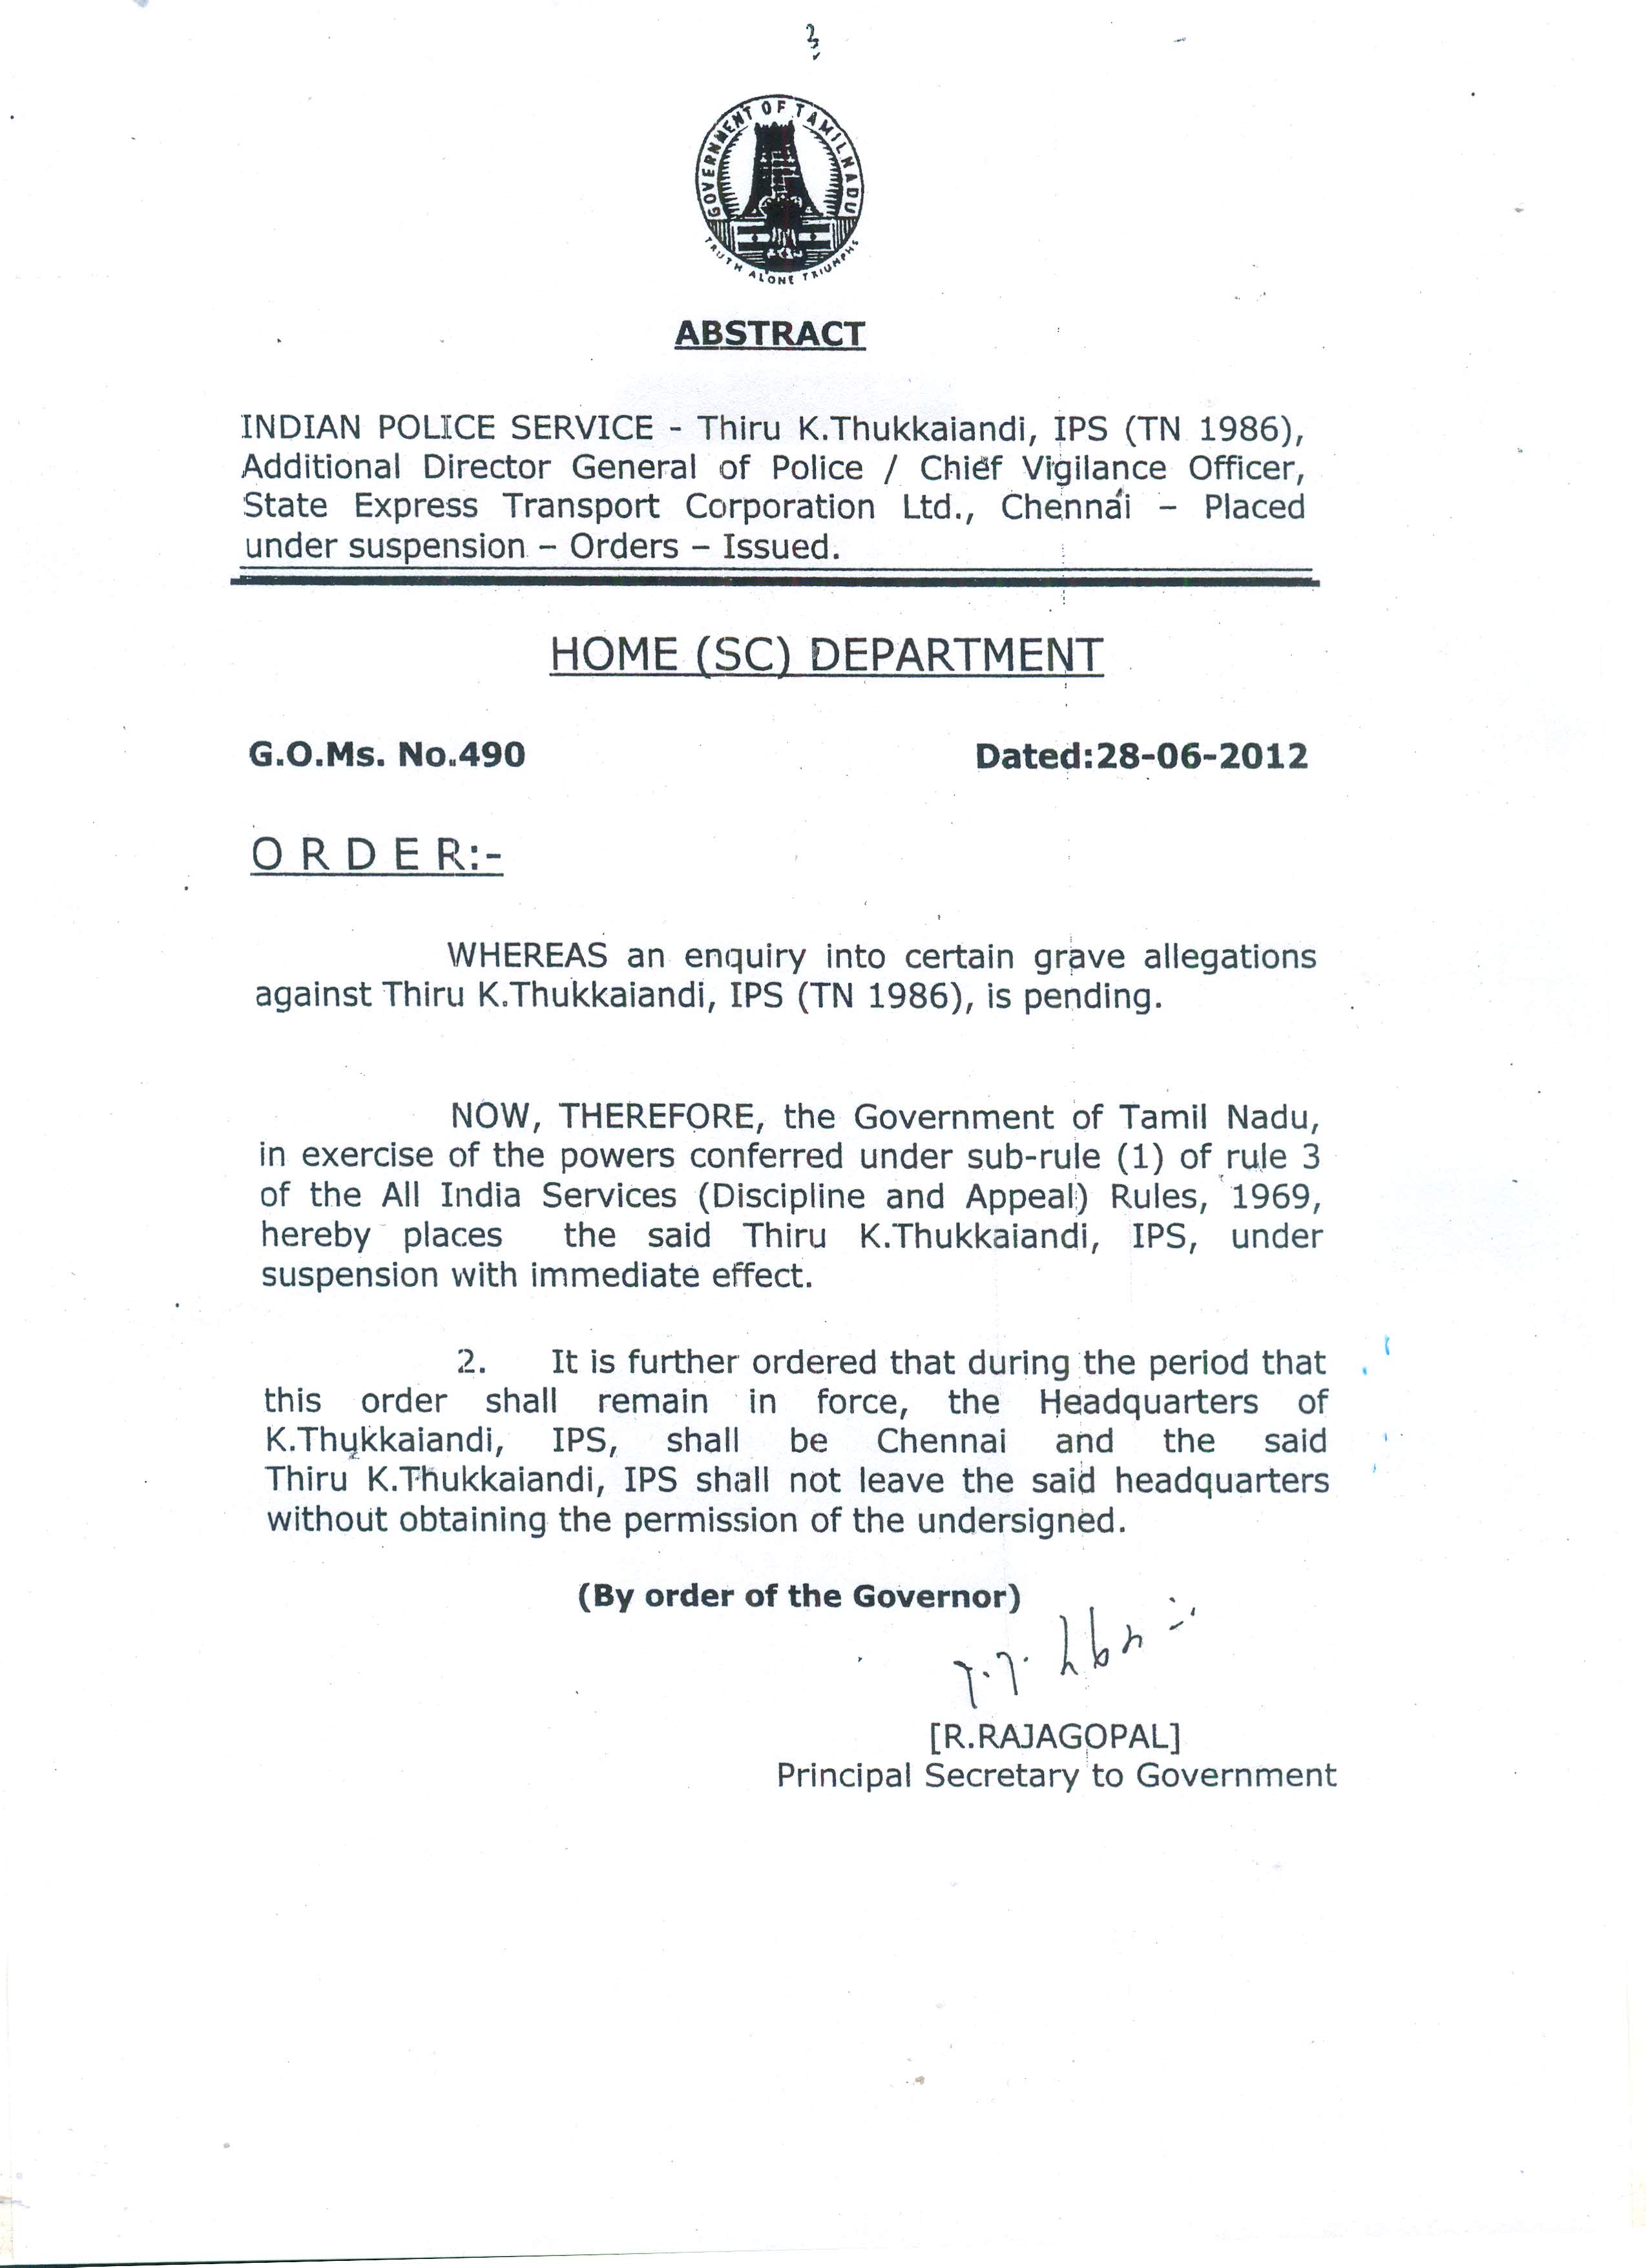 GOVERNMENT OF TAMILNADU
TRUTH ALONE TRIUMPHS
ABSTRACT
INDIAN POLICE SERVICE - Thiru K.Thukkaiandi, IPS (TN 1986),
Additional Director General of Police / Chief Vigilance Officer,
State Express Transport Corporation Ltd., Chennai – Placed
under suspension – Orders – Issued.
HOME (SC) DEPARTMENT
G.O.Ms. No.490 Dated:28-06-2012
O R D E R:-
WHEREAS an enquiry into certain grave allegations
against Thiru K.Thukkaiandi, IPS (TN 1986), is pending.
NOW, THEREFORE, the Government of Tamil Nadu,
in exercise of the powers conferred under sub-rule (1) of rule 3
of the All India Services (Discipline and Appeal) Rules, 1969,
hereby places the said Thiru K.Thukkaiandi, IPS, under
suspension with immediate effect.
2. It is further ordered that during the period that
this order shall remain in force, the Headquarters of
K.Thukkaiandi, IPS, shall be Chennai and the said
Thiru K.Thukkaiandi, IPS shall not leave the said headquarters
without obtaining the permission of the undersigned.
(By order of the Governor)
[R.RAJAGOPAL]
Principal Secretary to Government